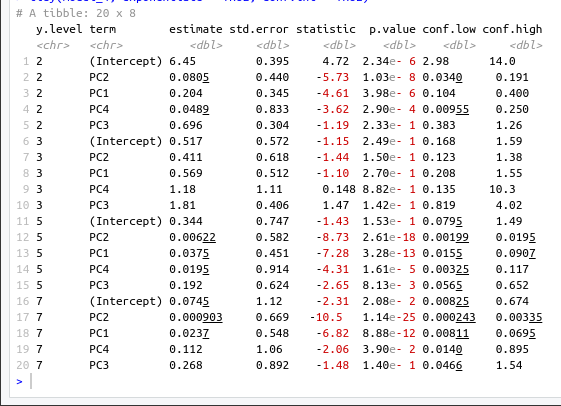 # A tibble: 20 x 8
y.level term estimate std.error statistic p.value conf.low conf.high
<chr> <chr> <dbl> <dbl> <dbl> <dbl> <dbl> <dbl>
1 2 (Intercept) 6.45 0.395 4.72 2.34e- 6 2.98 14.0
2 2 PC2 0.0805 0.440 -5.73 1.03e- 8 0.0340 0.191
3 2 PC1 0.204 0.345 -4.61 3.98e- 6 0.104 0.400
4 2 PC4 0.0489 0.833 -3.62 2.90e- 4 0.00955 0.250
5 2 PC3 0.696 0.304 -1.19 2.33e- 1 0.383 1.26
6 3 (Intercept) 0.517 0.572 -1.15 2.49e- 1 0.168 1.59
7 3 PC2 0.411 0.618 -1.44 1.50e- 1 0.123 1.38
8 3 PC1 0.569 0.512 -1.10 2.70e- 1 0.208 1.55
9 3 PC4 1.18 1.11 0.148 8.82e- 1 0.135 10.3
10 3 PC3 1.81 0.406 1.47 1.42e- 1 0.819 4.02
11 5 (Intercept) 0.344 0.747 -1.43 1.53e- 1 0.0795 1.49
12 5 PC2 0.00622 0.582 -8.73 2.61e-18 0.00199 0.0195
13 5 PC1 0.0375 0.451 -7.28 3.28e-13 0.0155 0.0907
14 5 PC4 0.0195 0.914 -4.31 1.61e- 5 0.00325 0.117
15 5 PC3 0.192 0.624 -2.65 8.13e- 3 0.0565 0.652
16 7 (Intercept) 0.0745 1.12 -2.31 2.08e- 2 0.00825 0.674
17 7 PC2 0.000903 0.669 -10.5 1.14e-25 0.000243 0.00335
18 7 PC1 0.0237 0.548 -6.82 8.88e-12 0.00811 0.0695
19 7 PC4 0.112 1.06 -2.06 3.90e- 2 0.0140 0.895
20 7 PC3 0.268 0.892 -1.48 1.40e- 1 0.0466 1.54
>